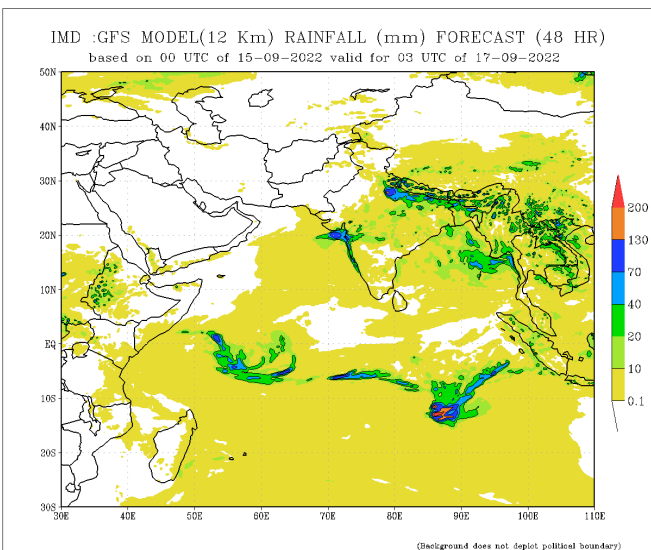 IMD :GFS MODEL(12 Km) RAINFALL (mm) FORECAST (48 HR)
based on 00 UTC of 15-09-2022 valid for 03 UTC of 17-09-2022
50N
40N
30N
20N
10N
EQ
10S
20S
30S
30E 40E 50E 60E 70E 80E 90E 100E 110E
200
130
70
40
20
10
0.1
(Background does not depict political boundary)